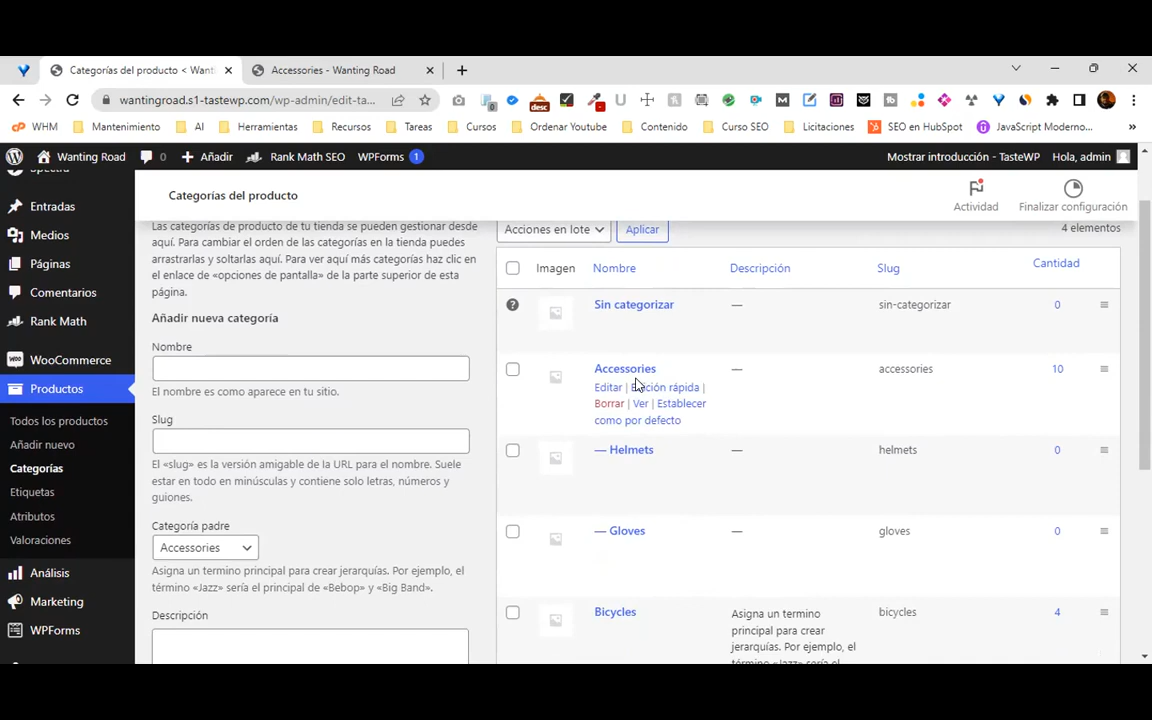 Categorías del producto < Want
Accessories - Wanting Road
wantingroad.s1-tastewp.com/wp-admin/edit-ta...
desc
WHM
Mantenimiento
AI
Herramientas
Recursos
Tareas
Cursos
Ordenar Youtube
Contenido
Curso SEO
Licitaciones
SEO en HubSpot
JavaScript Moderno...
Wanting Road
0
Añadir
Rank Math SEO
WPForms 1
Mostrar introducción - TasteWP
Hola, admin
Spectra
Entradas
Medios
Páginas
Comentarios
Rank Math
WooCommerce
Productos
Todos los productos
Añadir nuevo
Categorías
Etiquetas
Atributos
Valoraciones
Análisis
Marketing
WPForms
Categorías del producto
Actividad
Finalizar configuración
Las categorías de producto de tu tienda se pueden gestionar desde
aquí. Para cambiar el orden de las categorías en la tienda puedes
arrastrarlas y soltarlas aquí. Para ver aquí más categorías haz clic en
el enlace de «opciones de pantalla» de la parte superior de esta
página.
Añadir nueva categoría
Nombre
El nombre es como aparece en tu sitio.
Slug
El «slug» es la versión amigable de la URL para el nombre. Suele
estar en todo en minúsculas y contiene solo letras, números y
guiones.
Categoría padre
Accessories
Asigna un termino principal para crear jerarquías. Por ejemplo, el
término «Jazz» sería el principal de «Bebop» y «Big Band».
Descripción
Acciones en lote
Aplicar
4 elementos
Imagen Nombre Descripción Slug Cantidad
Sin categorizar — sin-categorizar 0
Accessories — accessories 10
Editar | Edición rápida |
Borrar | Ver | Establecer
como por defecto
— Helmets — helmets 0
— Gloves — gloves 0
Bicycles Asigna un termino bicycles 4
principal para crear
jerarquías. Por ejemplo, el
término «Jazz» sería el